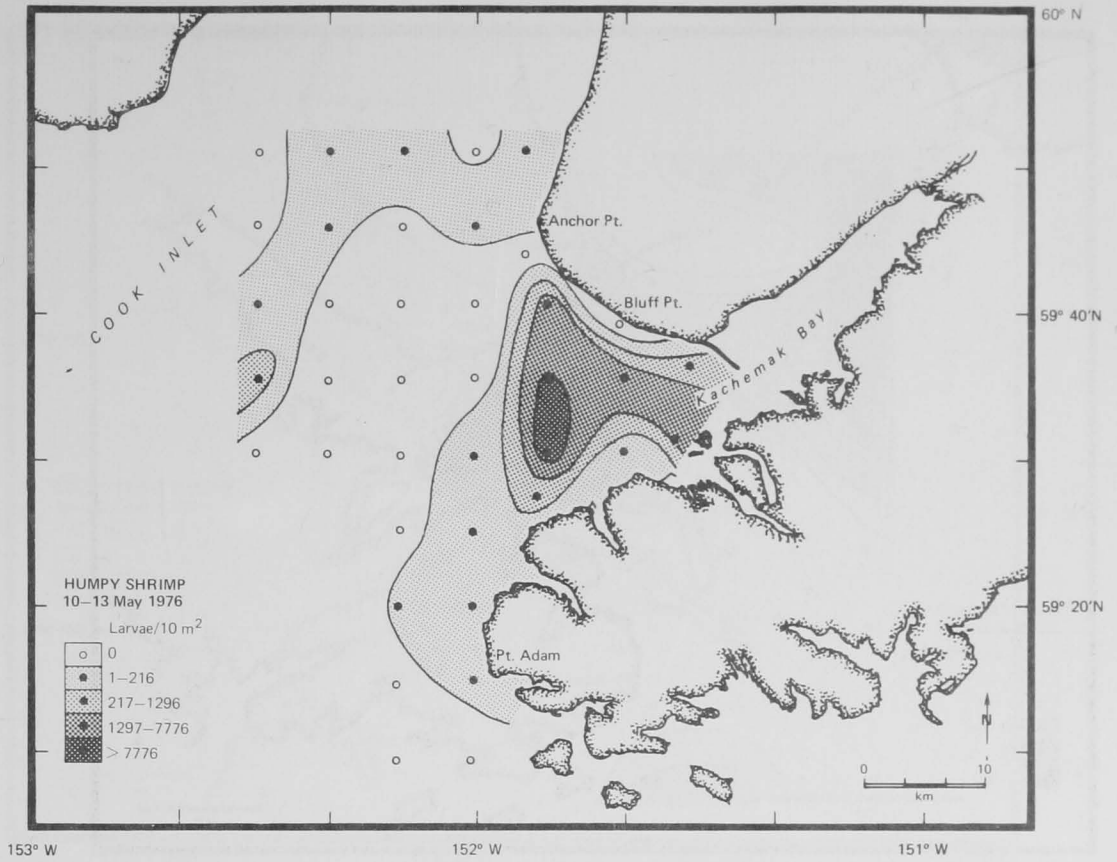 60° N
Anchor Pt.
COOK INLET
Bluff Pt.
59° 40'N
Kachemak Bay
HUMPY SHRIMP
10–13 May 1976
Larvae/10 m²
0
1–216
217–1296
1297–7776
> 7776
59° 20'N
Pt. Adam
N
0 10
km
153° W 152° W 151° W